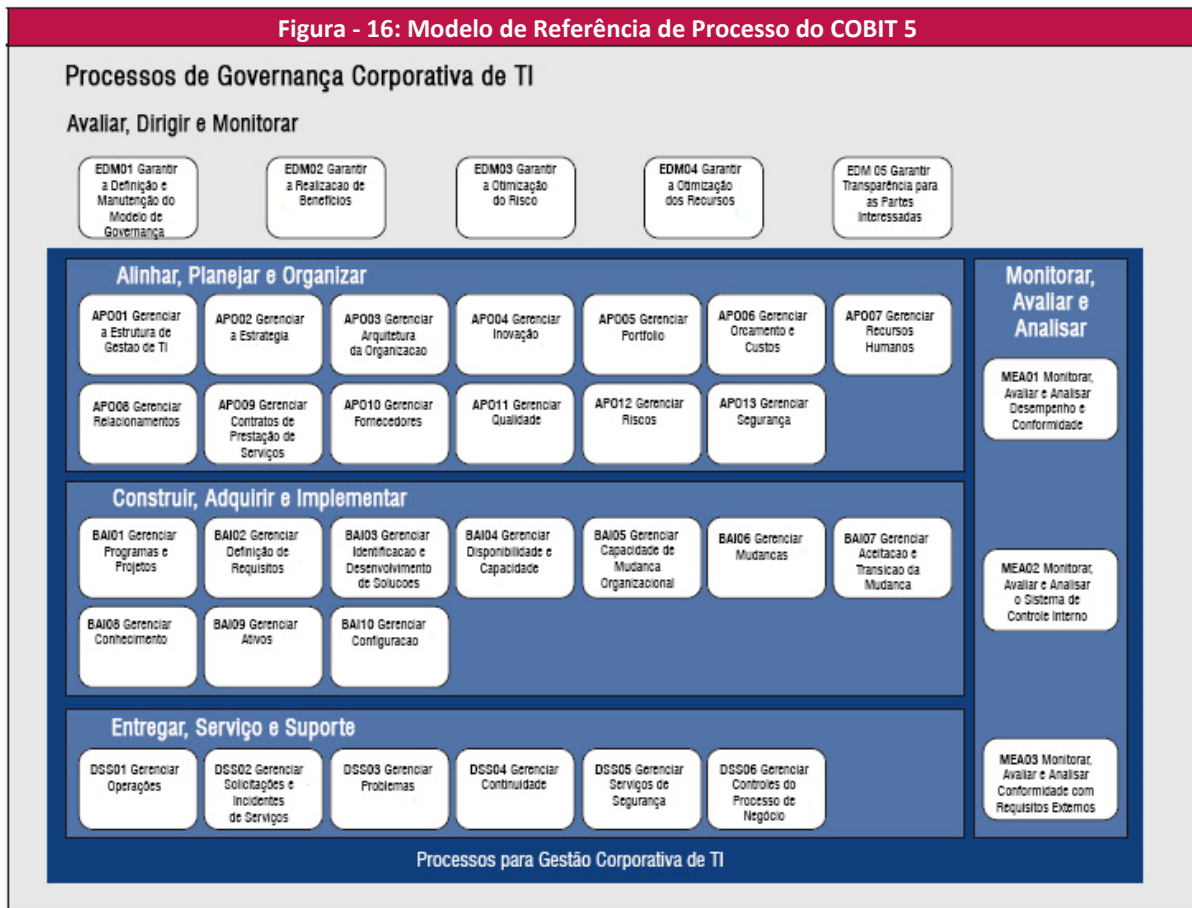 Figura - 16: Modelo de Referência de Processo do COBIT 5
Processos de Governança Corporativa de TI
Avaliar, Dirigir e Monitorar
EDM01 Garantir
a Definição e
Manutenção do
Modelo de
Governança
EDM02 Garantir
a Realizacao de
Benefícios
EDM03 Garantir
a Otimização
do Risco
EDM04 Garantir
a Otimização
dos Recursos
EDM 05 Garantir
Transparência para
as Partes
Interessadas
Alinhar, Planejar e Organizar
APO01 Gerenciar
a Estrutura de
Gestao de TI
APO02 Gerenciar
a Estrategia
APO03 Gerenciar
Arquitetura
da Organizacao
APO04 Gerenciar
Inovação
APO05 Gerenciar
Portfolio
APO06 Gerenciar
Orcamento e
Custos
APO07 Gerenciar
Recursos
Humanos
APO08 Gerenciar
Relacionamentos
APO09 Gerenciar
Contratos de
Prestação de
Serviços
APO10 Gerenciar
Fornecedores
APO11 Gerenciar
Qualidade
APO12 Gerenciar
Riscos
APO13 Gerenciar
Segurança
Construir, Adquirir e Implementar
BAI01 Gerenciar
Programas e
Projetos
BAI02 Gerenciar
Definição de
Requisitos
BAI03 Gerenciar
Identificacao e
Desenvolvimento
de Solucoes
BAI04 Gerenciar
Disponibilidade e
Capacidade
BAI05 Gerenciar
Capacidade de
Mudanca
Organizacional
BAI06 Gerenciar
Mudancas
BAI07 Gerenciar
Aceitacao e
Transicao da
Mudanca
BAI08 Gerenciar
Conhecimento
BAI09 Gerenciar
Ativos
BAI10 Gerenciar
Configuracao
Entregar, Serviço e Suporte
DSS01 Gerenciar
Operações
DSS02 Gerenciar
Solicitações e
Incidentes
de Serviços
DSS03 Gerenciar
Problemas
DSS04 Gerenciar
Continuidade
DSS05 Gerenciar
Serviços de
Segurança
DSS06 Gerenciar
Controles do
Processo de
Negócio
Monitorar,
Avaliar e
Analisar
MEA01 Monitorar,
Avaliar e Analisar
Desempenho e
Conformidade
MEA02 Monitorar,
Avaliar e Analisar
o Sistema de
Controle Interno
MEA03 Monitorar,
Avaliar e Analisar
Conformidade com
Requisitos Externos
Processos para Gestão Corporativa de TI